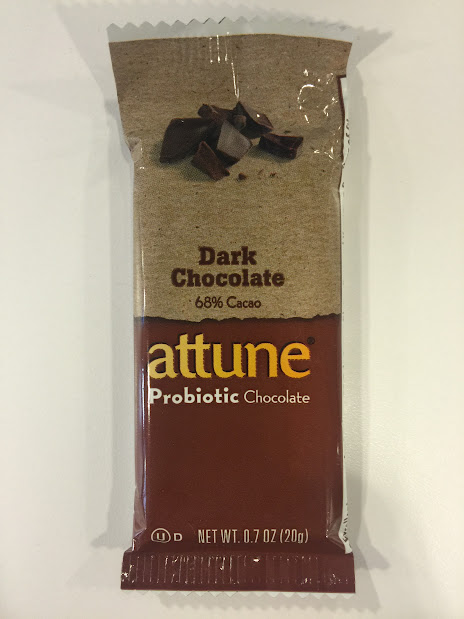 Dark
Chocolate
68% Cacao
attune®
Probiotic Chocolate
Ⓤ D NET WT. 0.7 OZ (20g)